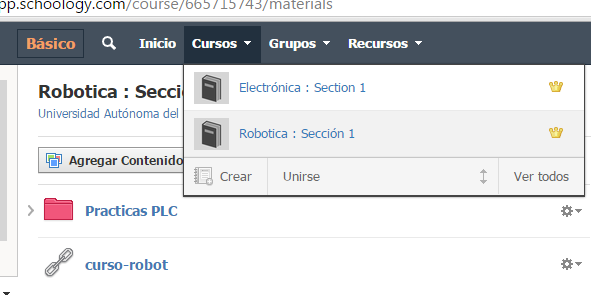 pp.schoology.com/course/665715743/materials
Básico Inicio Cursos Grupos Recursos
Electrónica : Section 1
Robotica : Sección 1
Crear Unirse Ver todos
Robotica : Secci
Universidad Autónoma del
Agregar Contenido
Practicas PLC
curso-robot